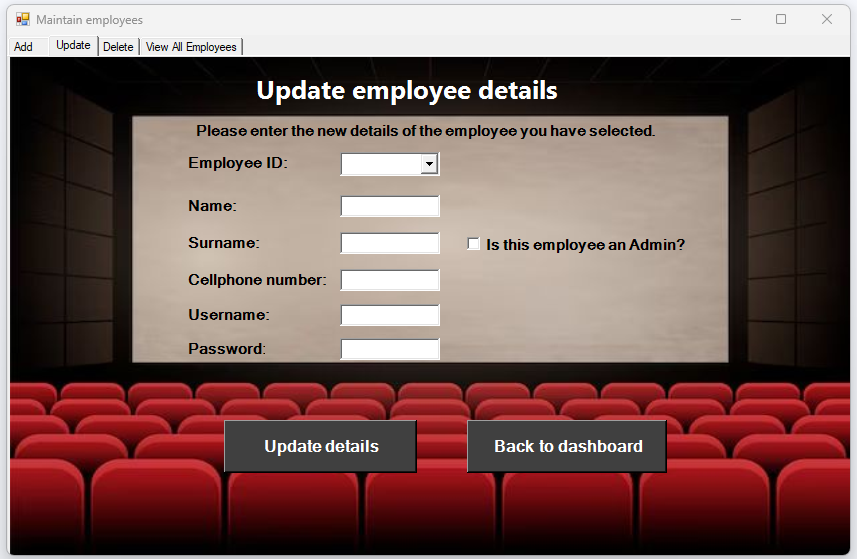 Maintain employees
Add Update Delete View All Employees
Update employee details
Please enter the new details of the employee you have selected.
Employee ID:
Name:
Surname:
Is this employee an Admin?
Cellphone number:
Username:
Password:
Update details Back to dashboard